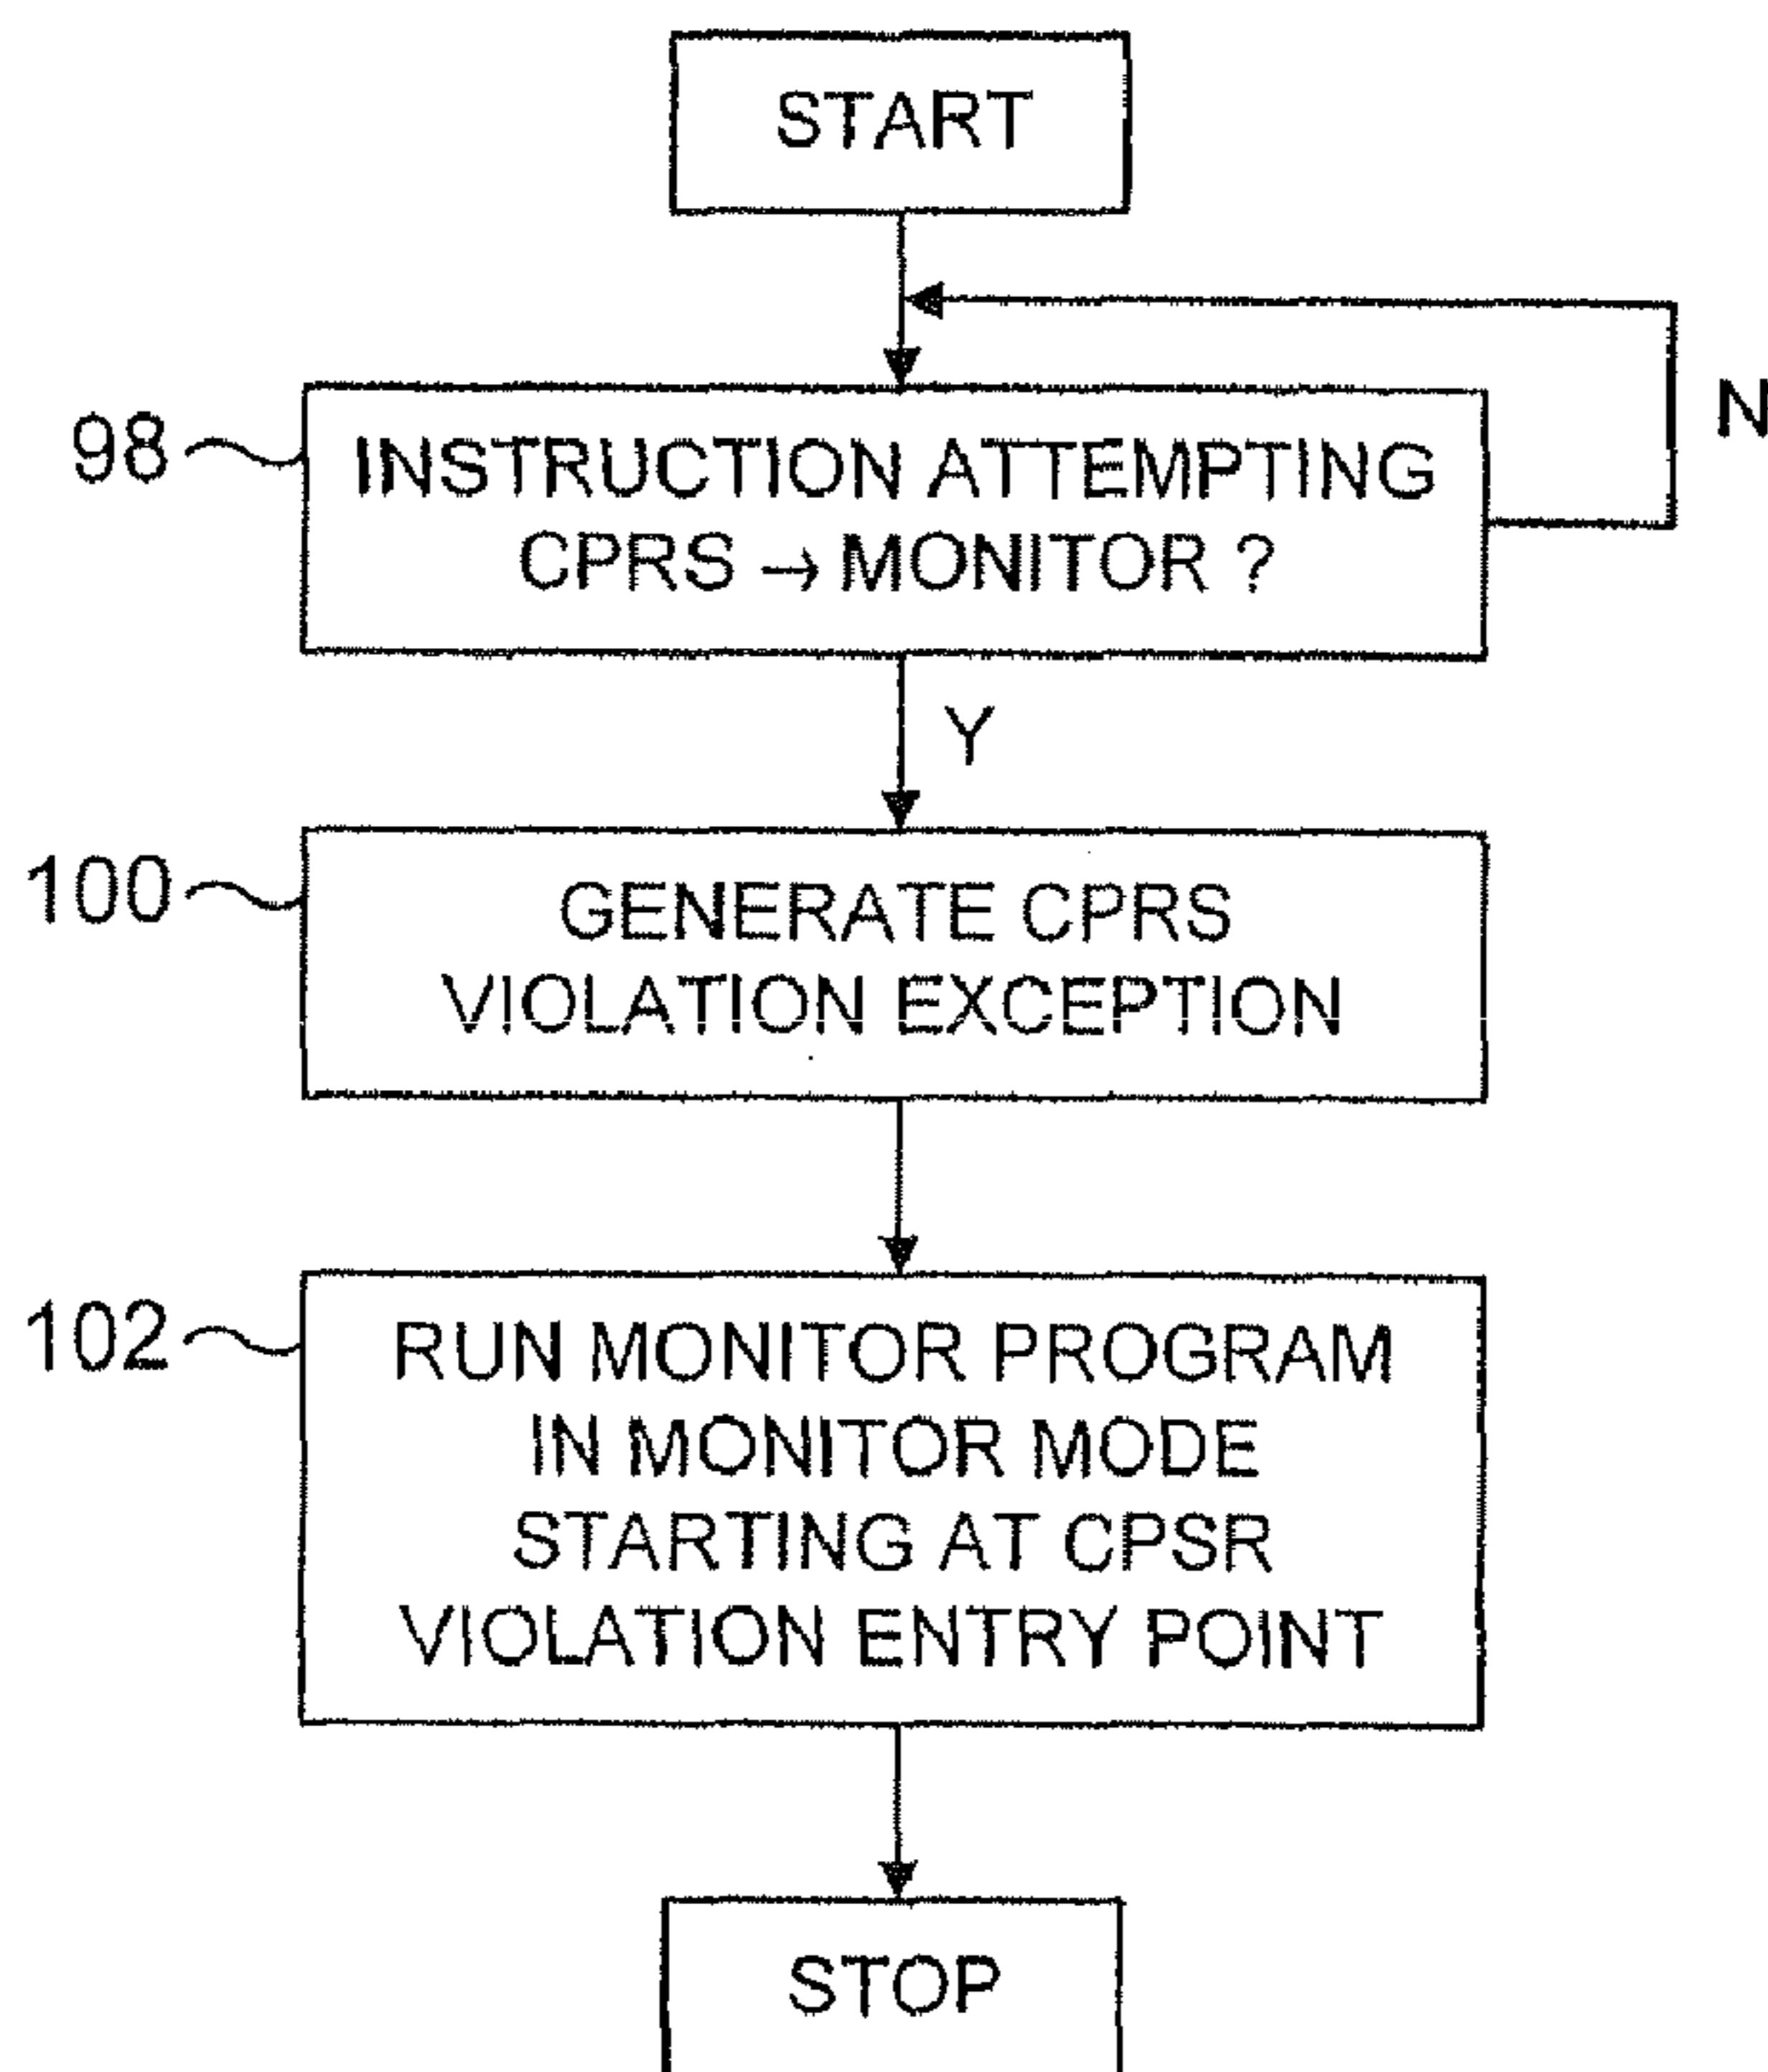 START
N
98
INSTRUCTION ATTEMPTING
CPRS → MONITOR ?
Y
100
GENERATE CPRS
VIOLATION EXCEPTION
102
RUN MONITOR PROGRAM
IN MONITOR MODE
STARTING AT CPSR
VIOLATION ENTRY POINT
STOP